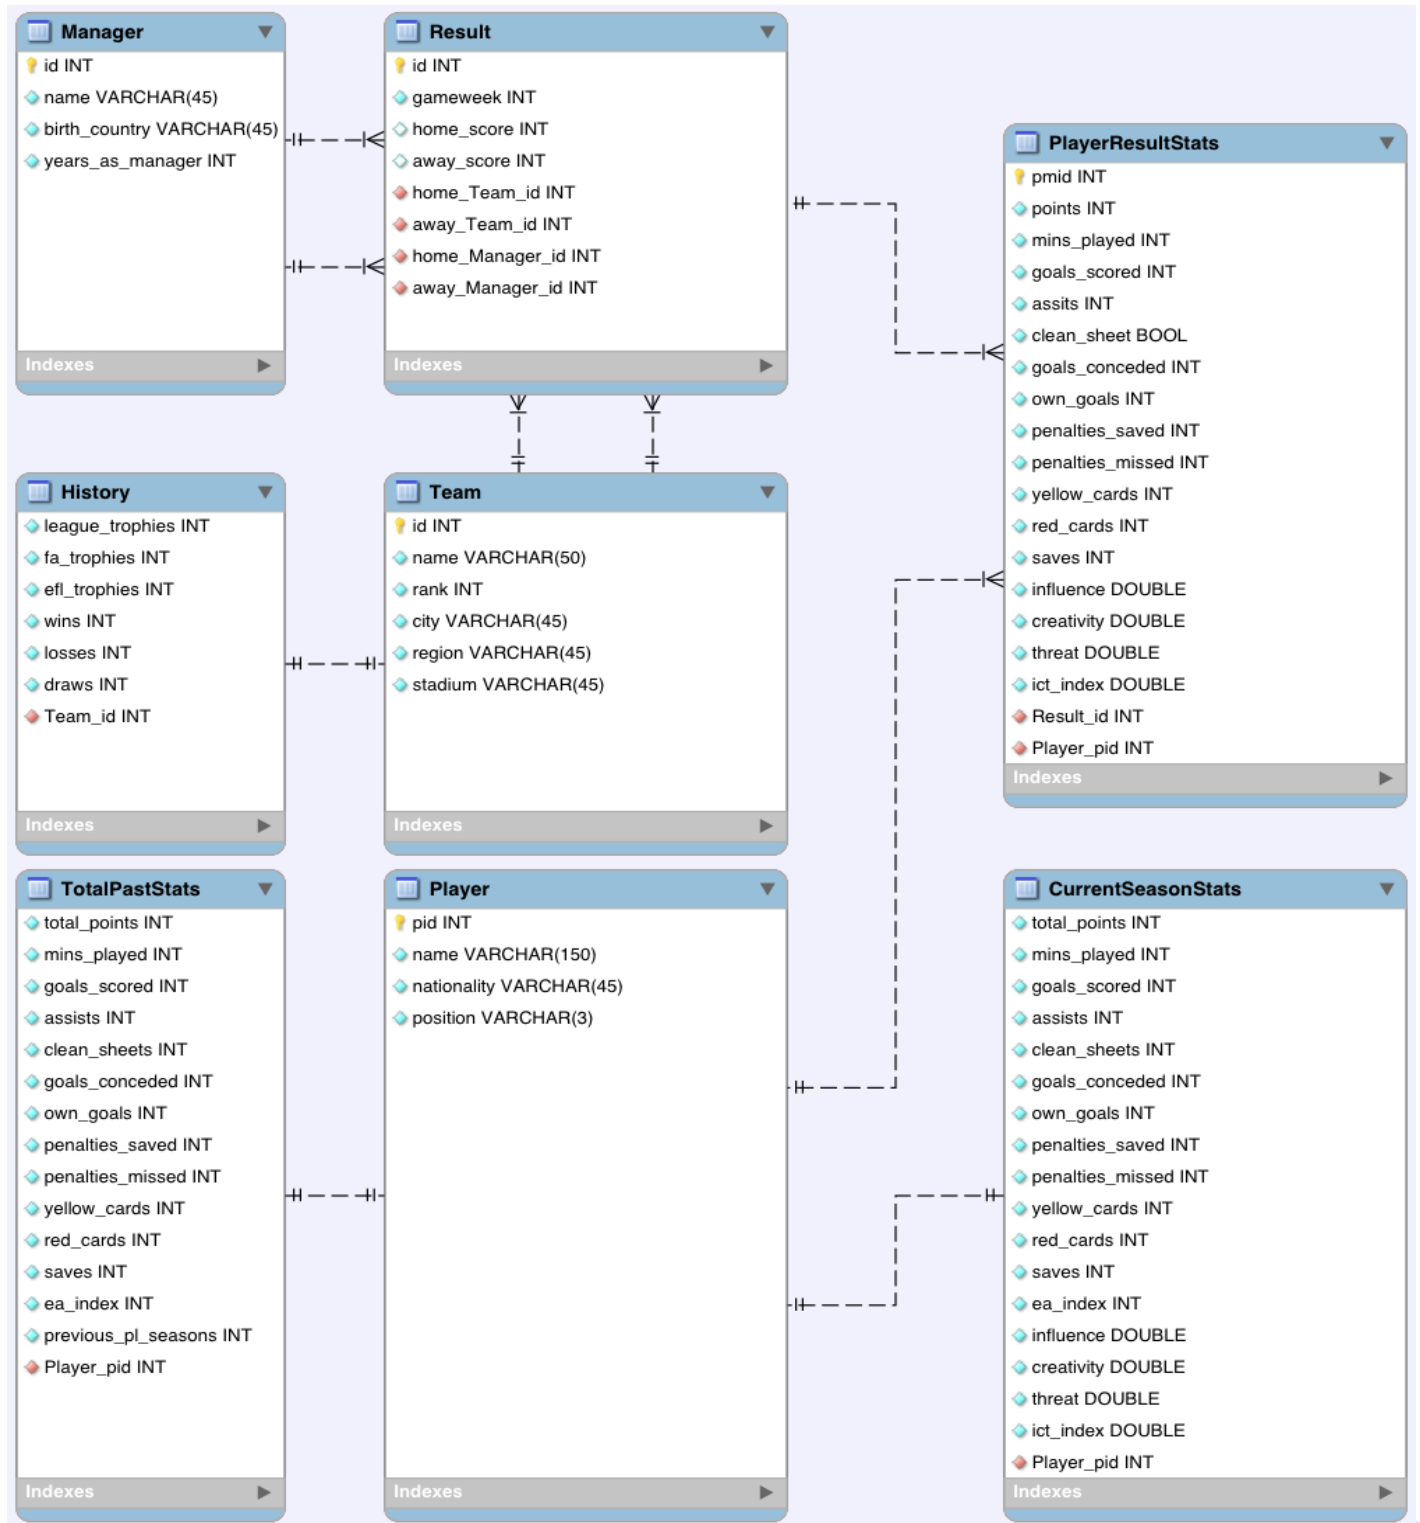 Manager
id INT
name VARCHAR(45)
birth_country VARCHAR(45)
years_as_manager INT
Indexes
Result
id INT
gameweek INT
home_score INT
away_score INT
home_Team_id INT
away_Team_id INT
home_Manager_id INT
away_Manager_id INT
Indexes
PlayerResultStats
pmid INT
points INT
mins_played INT
goals_scored INT
assits INT
clean_sheet BOOL
goals_conceded INT
own_goals INT
penalties_saved INT
penalties_missed INT
yellow_cards INT
red_cards INT
saves INT
influence DOUBLE
creativity DOUBLE
threat DOUBLE
ict_index DOUBLE
Result_id INT
Player_pid INT
Indexes
History
league_trophies INT
fa_trophies INT
efl_trophies INT
wins INT
losses INT
draws INT
Team_id INT
Indexes
Team
id INT
name VARCHAR(50)
rank INT
city VARCHAR(45)
region VARCHAR(45)
stadium VARCHAR(45)
Indexes
TotalPastStats
total_points INT
mins_played INT
goals_scored INT
assists INT
clean_sheets INT
goals_conceded INT
own_goals INT
penalties_saved INT
penalties_missed INT
yellow_cards INT
red_cards INT
saves INT
ea_index INT
previous_pl_seasons INT
Player_pid INT
Indexes
Player
pid INT
name VARCHAR(150)
nationality VARCHAR(45)
position VARCHAR(3)
Indexes
CurrentSeasonStats
total_points INT
mins_played INT
goals_scored INT
assists INT
clean_sheets INT
goals_conceded INT
own_goals INT
penalties_saved INT
penalties_missed INT
yellow_cards INT
red_cards INT
saves INT
ea_index INT
influence DOUBLE
creativity DOUBLE
threat DOUBLE
ict_index DOUBLE
Player_pid INT
Indexes